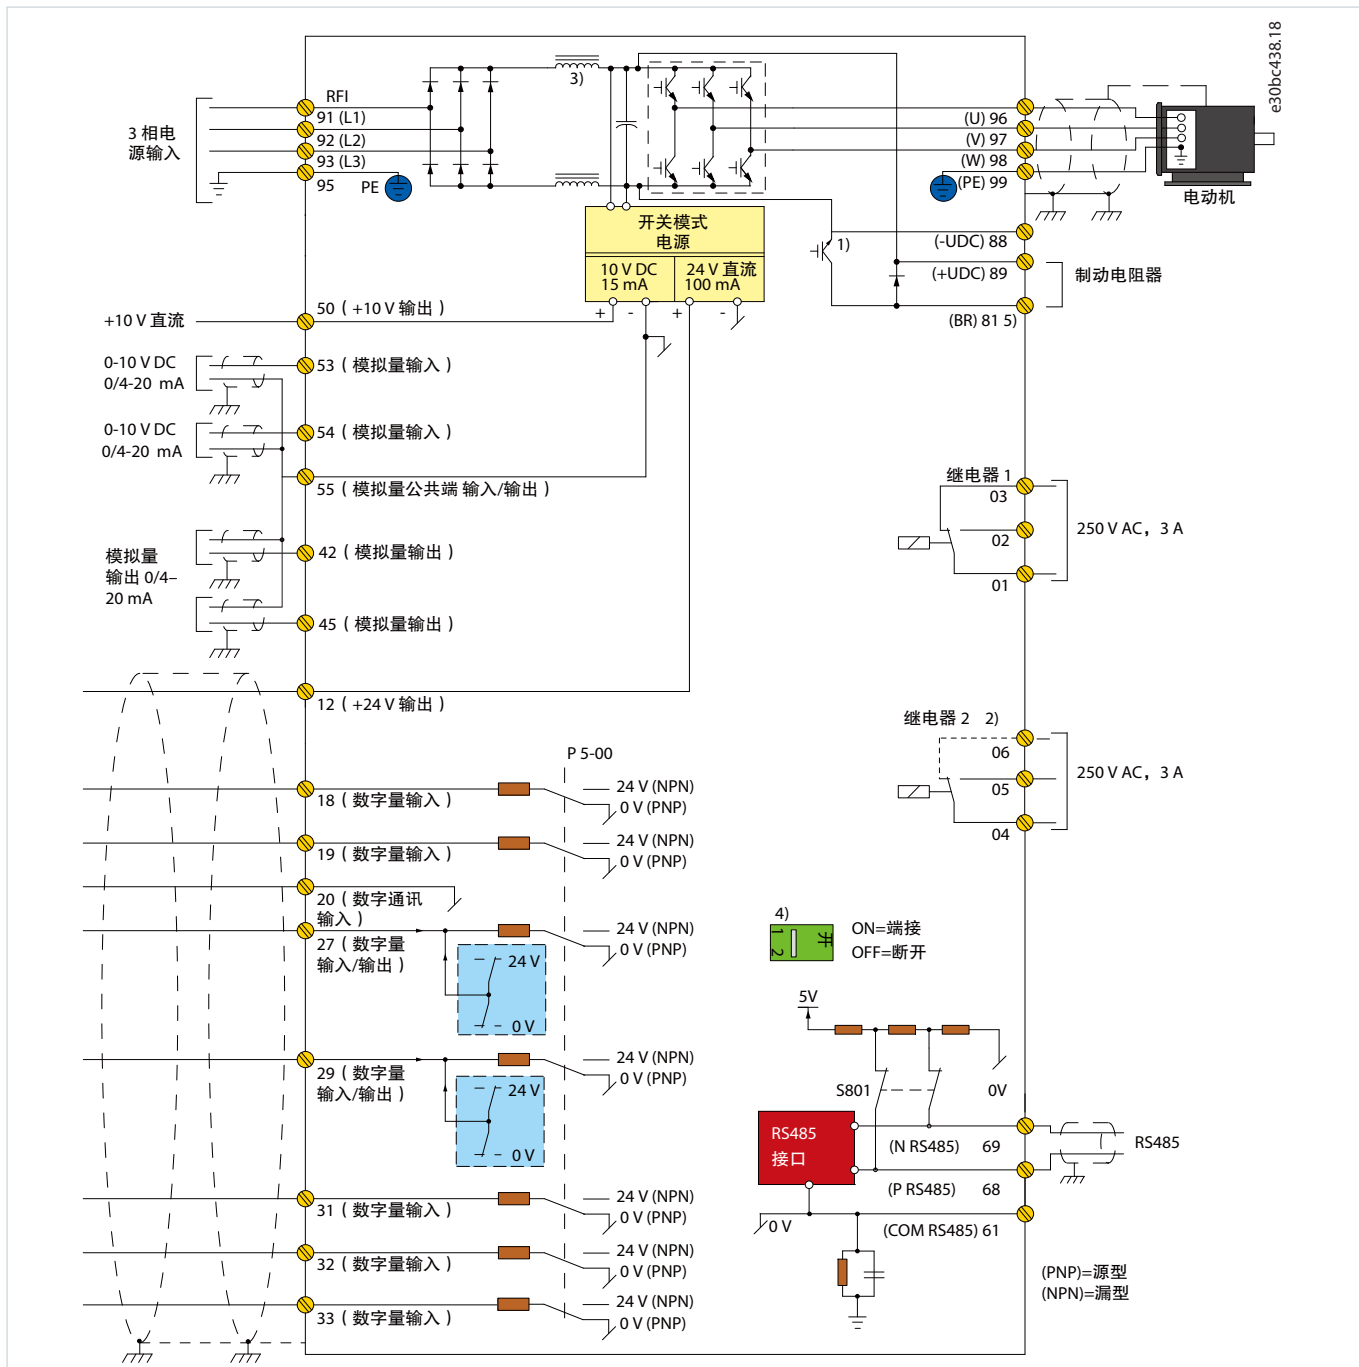 e30bc438.18
3 相电
源输入
RFI
91 (L1)
92 (L2)
93 (L3)
95
PE
3)
(U) 96
(V) 97
(W) 98
(PE) 99
电动机
开关模式
电源
10 V DC
15 mA
24 V 直流
100 mA
+ - + -
1)
(-UDC) 88
(+UDC) 89
(BR) 81 5)
制动电阻器
+10 V 直流
50（+10 V 输出）
0-10 V DC
0/4-20 mA
53（模拟量输入）
0-10 V DC
0/4-20 mA
54（模拟量输入）
55（模拟量公共端 输入/输出）
模拟量
输出 0/4–
20 mA
42（模拟量输出）
45（模拟量输出）
12（+24 V 输出）
继电器 1
03
02
01
250 V AC，3 A
继电器 2 2)
06
05
04
250 V AC，3 A
P 5-00
18（数字量输入）
24 V (NPN)
0 V (PNP)
19（数字量输入）
24 V (NPN)
0 V (PNP)
20（数字通讯
输入）
27（数字量
输入/输出）
24 V (NPN)
0 V (PNP)
24 V
0 V
29（数字量
输入/输出）
24 V (NPN)
0 V (PNP)
24 V
0 V
31（数字量输入）
24 V (NPN)
0 V (PNP)
32（数字量输入）
24 V (NPN)
0 V (PNP)
33（数字量输入）
24 V (NPN)
0 V (PNP)
4)
1
2
开
ON=端接
OFF=断开
5V
S801
0V
RS485
接口
(N RS485) 69
(P RS485) 68
(COM RS485) 61
0 V
RS485
(PNP)=源型
(NPN)=漏型